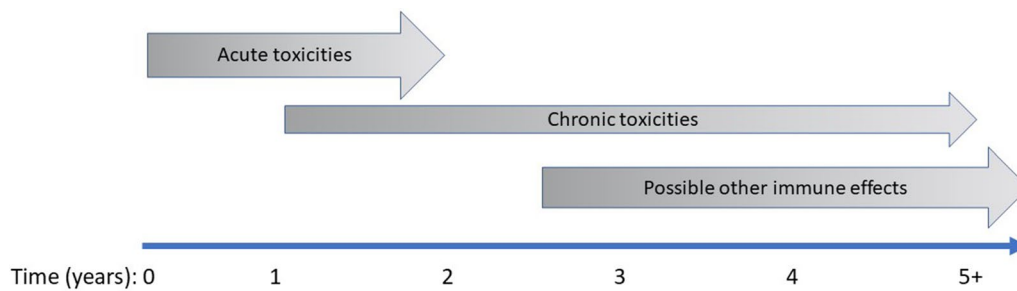 Acute toxicities
Chronic toxicities
Possible other immune effects
Time (years): 0 1 2 3 4 5+